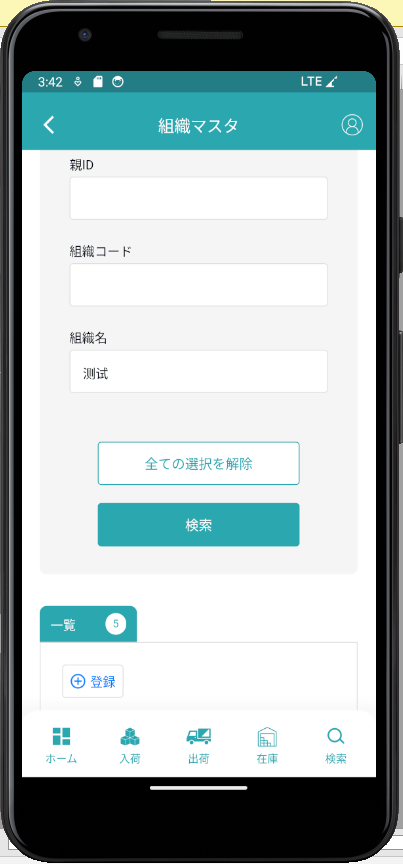 3:42
LTE
組織マスタ
親ID
組織コード
組織名
测试
全ての選択を解除
検索
一覧 5
登録
ホーム 入荷 出荷 在庫 検索